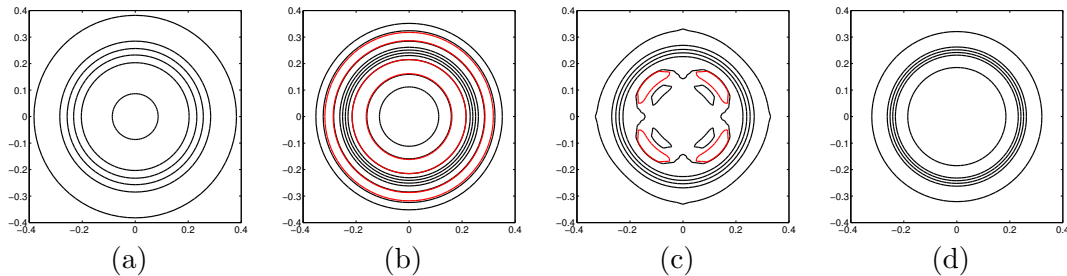 0.4 0.4 0.4 0.4
0.3 0.3 0.3 0.3
0.2 0.2 0.2 0.2
0.1 0.1 0.1 0.1
0 0 0 0
−0.1 −0.1 −0.1 −0.1
−0.2 −0.2 −0.2 −0.2
−0.3 −0.3 −0.3 −0.3
−0.4 −0.4 −0.4 −0.4
−0.4 −0.2 0 0.2 0.4 −0.4 −0.2 0 0.2 0.4 −0.4 −0.2 0 0.2 0.4 −0.4 −0.2 0 0.2 0.4
(a) (b) (c) (d)